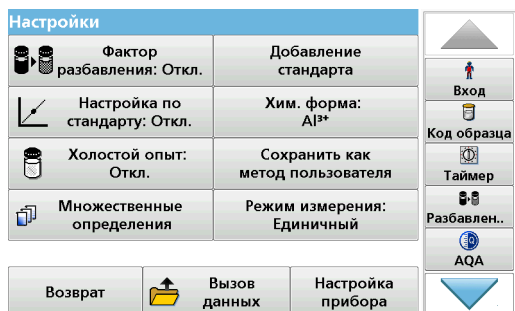 Настройки
Фактор
разбавления: Откл.
Добавление
стандарта
Настройка по
стандарту: Откл.
Хим. форма:
Al³⁺
Холостой опыт:
Откл.
Сохранить как
метод пользователя
Множественные
определения
Режим измерения:
Единичный
Возврат
Вызов
данных
Настройка
прибора
Вход
Код образца
Таймер
Разбавлен..
AQA